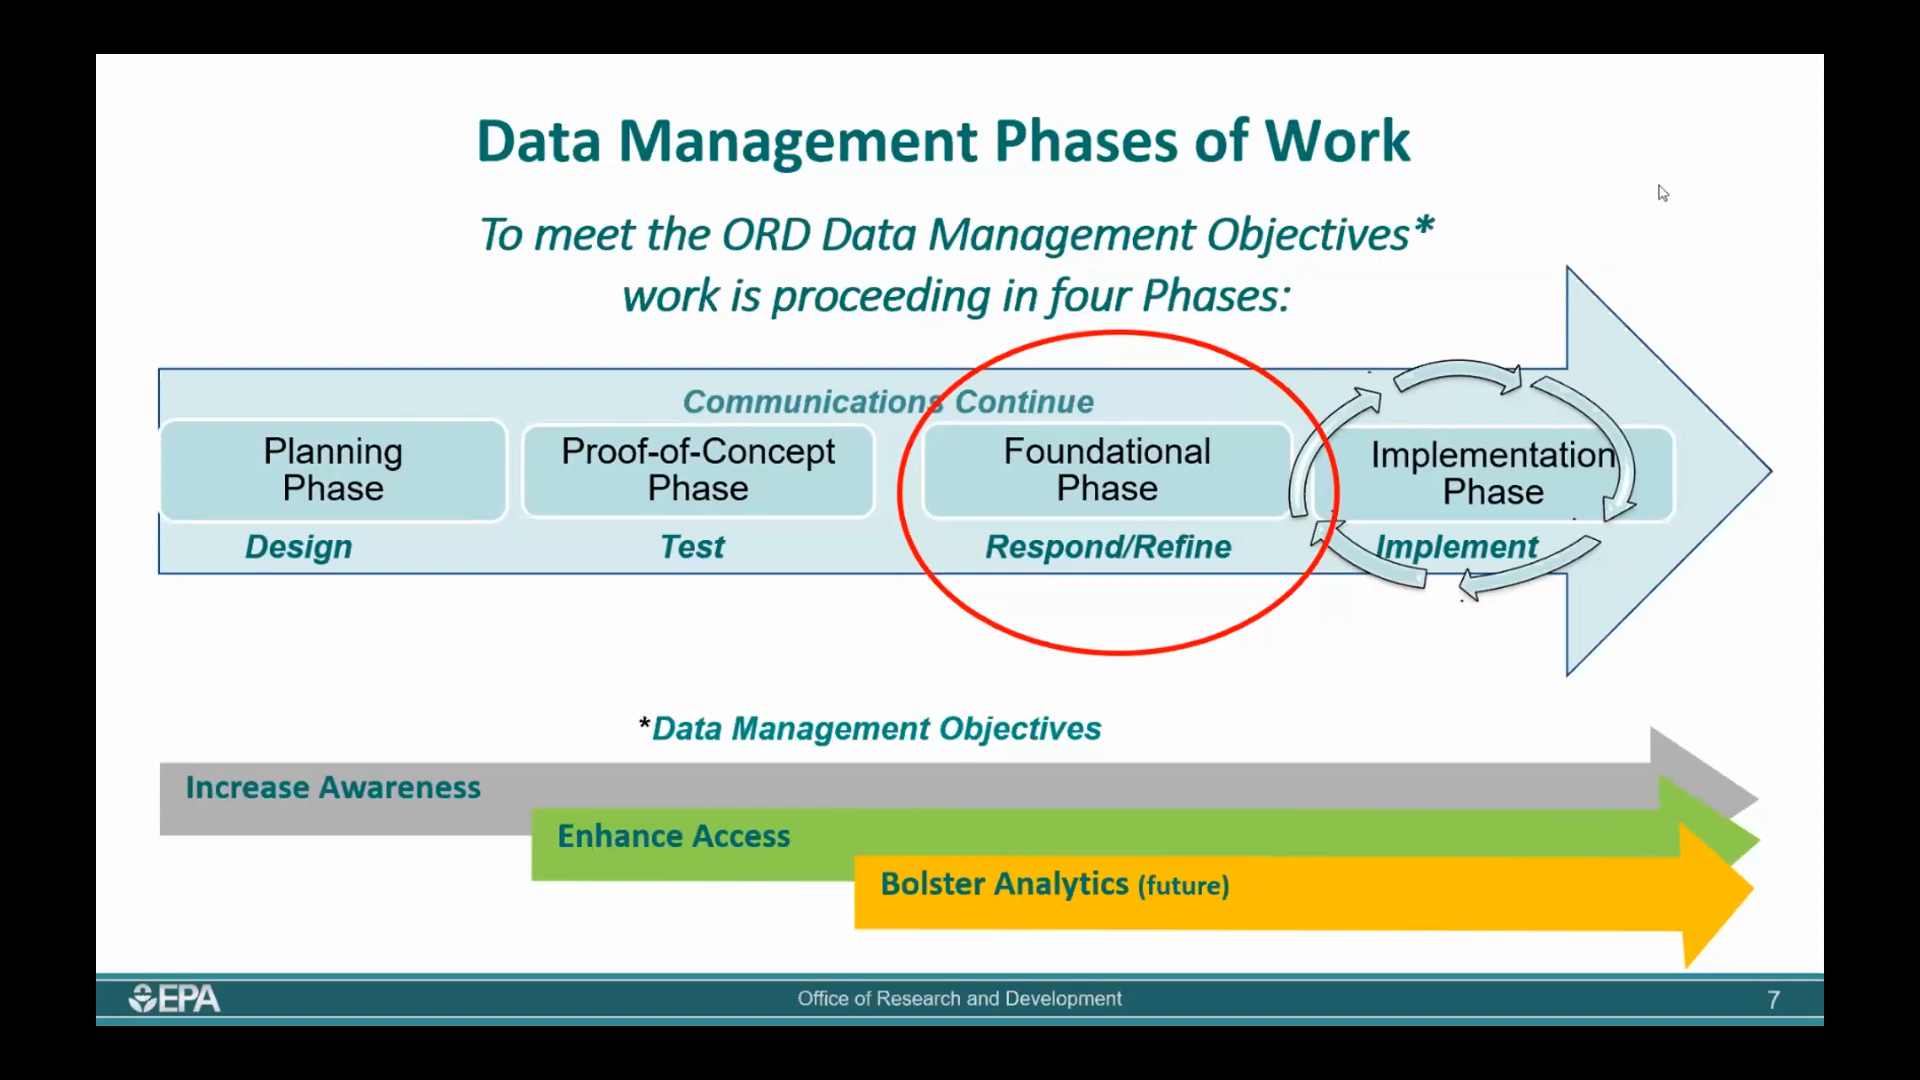 Data Management Phases of Work
To meet the ORD Data Management Objectives*
work is proceeding in four Phases:
Communications Continue
Planning
Phase
Design
Proof-of-Concept
Phase
Test
Foundational
Phase
Respond/Refine
Implementation
Phase
Implement
*Data Management Objectives
Increase Awareness
Enhance Access
Bolster Analytics (future)
EPA
Office of Research and Development
7